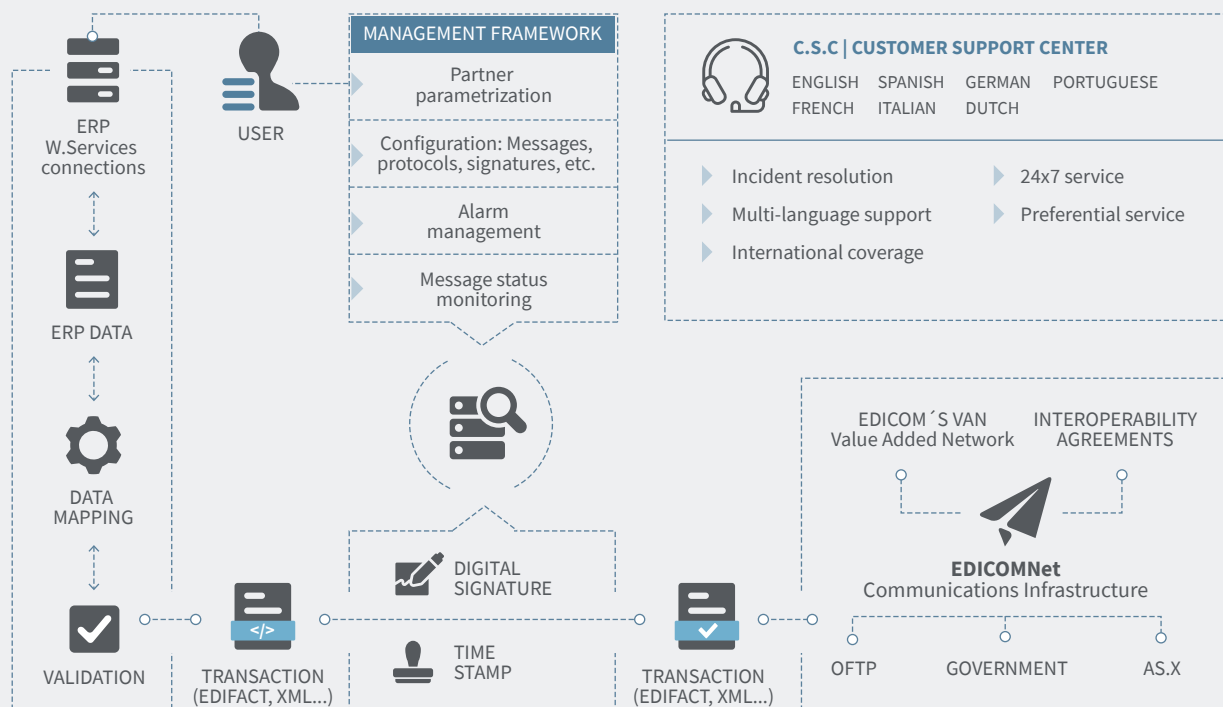 ERP
W.Services
connections
ERP DATA
DATA
MAPPING
VALIDATION
USER
MANAGEMENT FRAMEWORK
Partner
parametrization
Configuration: Messages,
protocols, signatures, etc.
Alarm
management
Message status
monitoring
C.S.C | CUSTOMER SUPPORT CENTER
ENGLISH SPANISH GERMAN PORTUGUESE
FRENCH ITALIAN DUTCH
Incident resolution
Multi-language support
International coverage
24x7 service
Preferential service
</>
TRANSACTION
(EDIFACT, XML...)
DIGITAL
SIGNATURE
TIME
STAMP
TRANSACTION
(EDIFACT, XML...)
EDICOM´S VAN
Value Added Network
INTEROPERABILITY
AGREEMENTS
EDICOMNet
Communications Infrastructure
OFTP
GOVERNMENT
AS.X